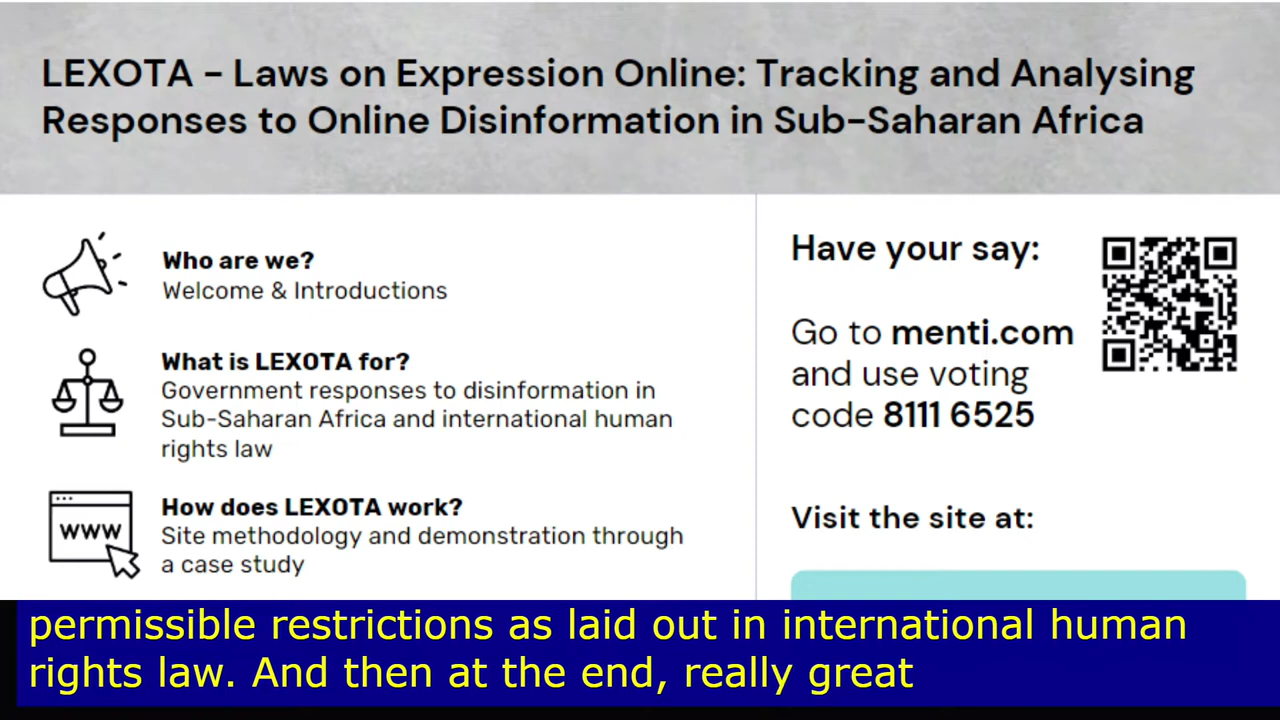 LEXOTA – Laws on Expression Online: Tracking and Analysing
Responses to Online Disinformation in Sub-Saharan Africa
Who are we?
Welcome & Introductions
What is LEXOTA for?
Government responses to disinformation in
Sub-Saharan Africa and international human
rights law
www
How does LEXOTA work?
Site methodology and demonstration through
a case study
Have your say:
Go to menti.com
and use voting
code 8111 6525
Visit the site at:
permissible restrictions as laid out in international human
rights law. And then at the end, really great